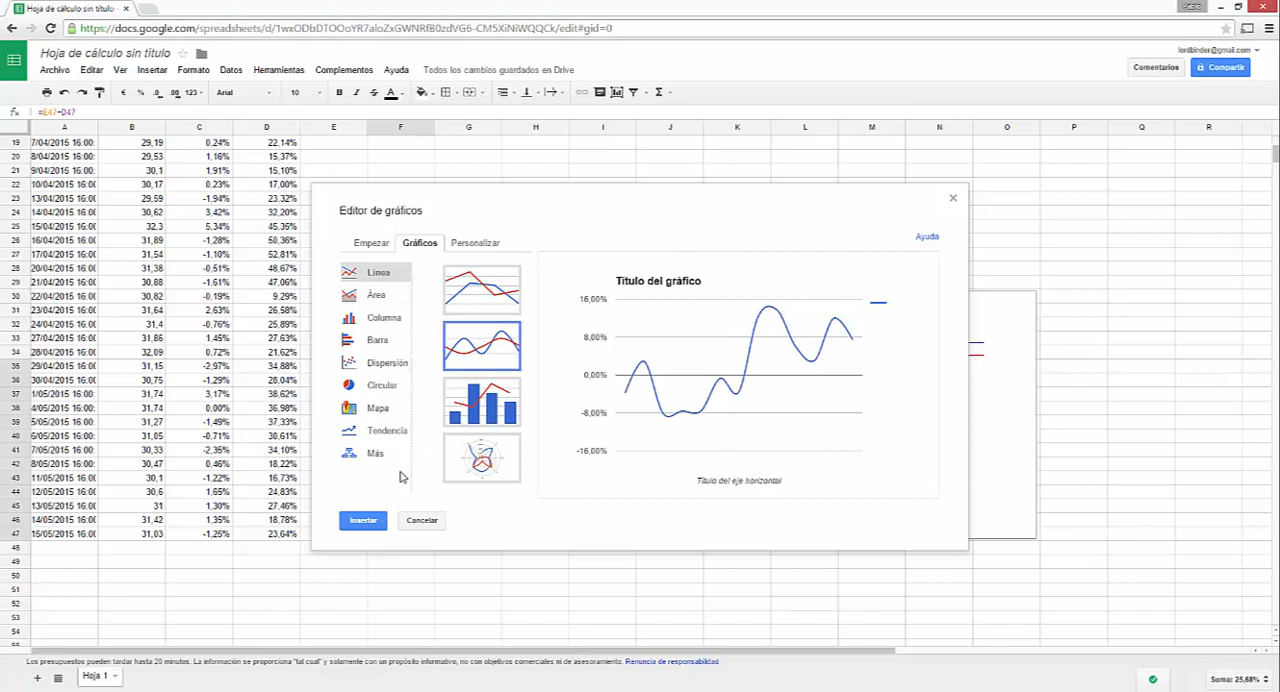 Hoja de cálculo sin título -
https://docs.google.com/spreadsheets/d/1wxODbDTOOoYR7aloZxGWNRfB0zdVG6-CM5XiNiWQQCk/edit#gid=0
Hoja de cálculo sin título
lordbinder@gmail.com
Archivo Editar Ver Insertar Formato Datos Herramientas Complementos Ayuda Todos los cambios guardados en Drive
Comentarios Compartir
€ % .0 .00 123 Arial 10 B I S A Σ
fx =E47-D47
A B C D E F G H I J K L M N O P Q R
19 7/04/2015 16:00: 29,19 0,24% 22,14%
20 8/04/2015 16:00: 29,53 1,16% 15,37%
21 9/04/2015 16:00: 30,1 1,91% 15,10%
22 10/04/2015 16:00 30,17 0,23% 17,00%
23 13/04/2015 16:00 29,59 -1,94% 23,32%
24 14/04/2015 16:00 30,62 3,42% 32,20%
25 15/04/2015 16:00 32,3 5,34% 45,35%
26 16/04/2015 16:00 31,89 -1,28% 50,36%
27 17/04/2015 16:00 31,54 -1,10% 52,81%
28 20/04/2015 16:00 31,38 -0,51% 48,67%
29 21/04/2015 16:00 30,88 -1,61% 47,06%
30 22/04/2015 16:00 30,82 -0,19% 9,29%
31 23/04/2015 16:00 31,64 2,63% 26,58%
32 24/04/2015 16:00 31,4 -0,76% 25,89%
33 27/04/2015 16:00 31,86 1,45% 27,63%
34 28/04/2015 16:00 32,09 0,72% 21,62%
35 29/04/2015 16:00 31,15 -2,97% 34,88%
36 30/04/2015 16:00 30,75 -1,29% 28,04%
37 1/05/2015 16:00: 31,74 3,17% 38,62%
38 4/05/2015 16:00: 31,74 0,00% 36,98%
39 5/05/2015 16:00: 31,27 -1,49% 37,33%
40 6/05/2015 16:00: 31,05 -0,71% 30,61%
41 7/05/2015 16:00: 30,33 -2,35% 34,10%
42 8/05/2015 16:00: 30,47 0,46% 18,22%
43 11/05/2015 16:00 30,1 -1,22% 16,73%
44 12/05/2015 16:00 30,6 1,65% 24,83%
45 13/05/2015 16:00 31 1,30% 27,46%
46 14/05/2015 16:00 31,42 1,35% 18,78%
47 15/05/2015 16:00 31,03 -1,25% 23,64%
48
49
50
51
52
53
54
Editor de gráficos
Ayuda
Empezar Gráficos Personalizar
Línea
Área
Columna
Barra
Dispersión
Circular
Mapa
Tendencia
Más
Título del gráfico
16,00%
8,00%
0,00%
-8,00%
-16,00%
Título del eje horizontal
Insertar Cancelar
Los presupuestos pueden tardar hasta 20 minutos. La información se proporciona "tal cual" y solamente con un propósito informativo, no con objetivos comerciales ni de asesoramiento. Renuncia de responsabilidad
Hoja 1
Suma: 25,68%